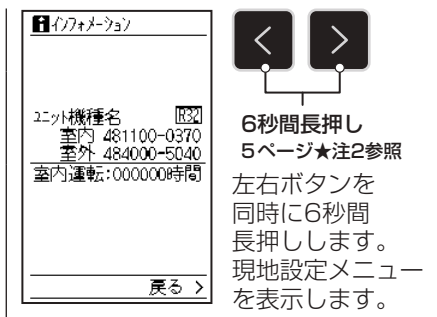 iインフォメーション
ユニット機種名 R32
室内 481100-0370
室外 484000-5040
室内運転:000000時間
戻る >
< >
6秒間長押し
5ページ★注2参照
左右ボタンを
同時に6秒間
長押しします。
現地設定メニュー
を表示します。